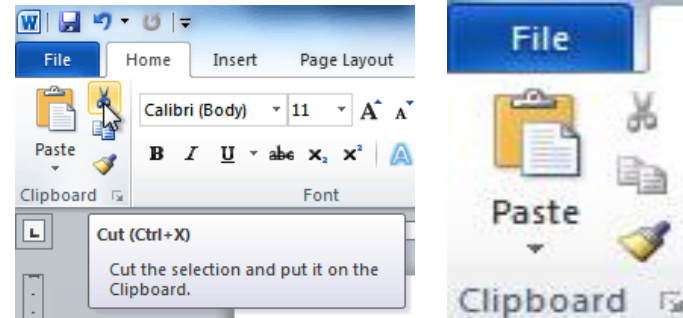 W
File Home Insert Page Layout
Calibri (Body) 11 A A
Paste
B I U abc x₂ x² A
Clipboard Font
L
Cut (Ctrl+X)
Cut the selection and put it on the
Clipboard.
File
Paste
Clipboard